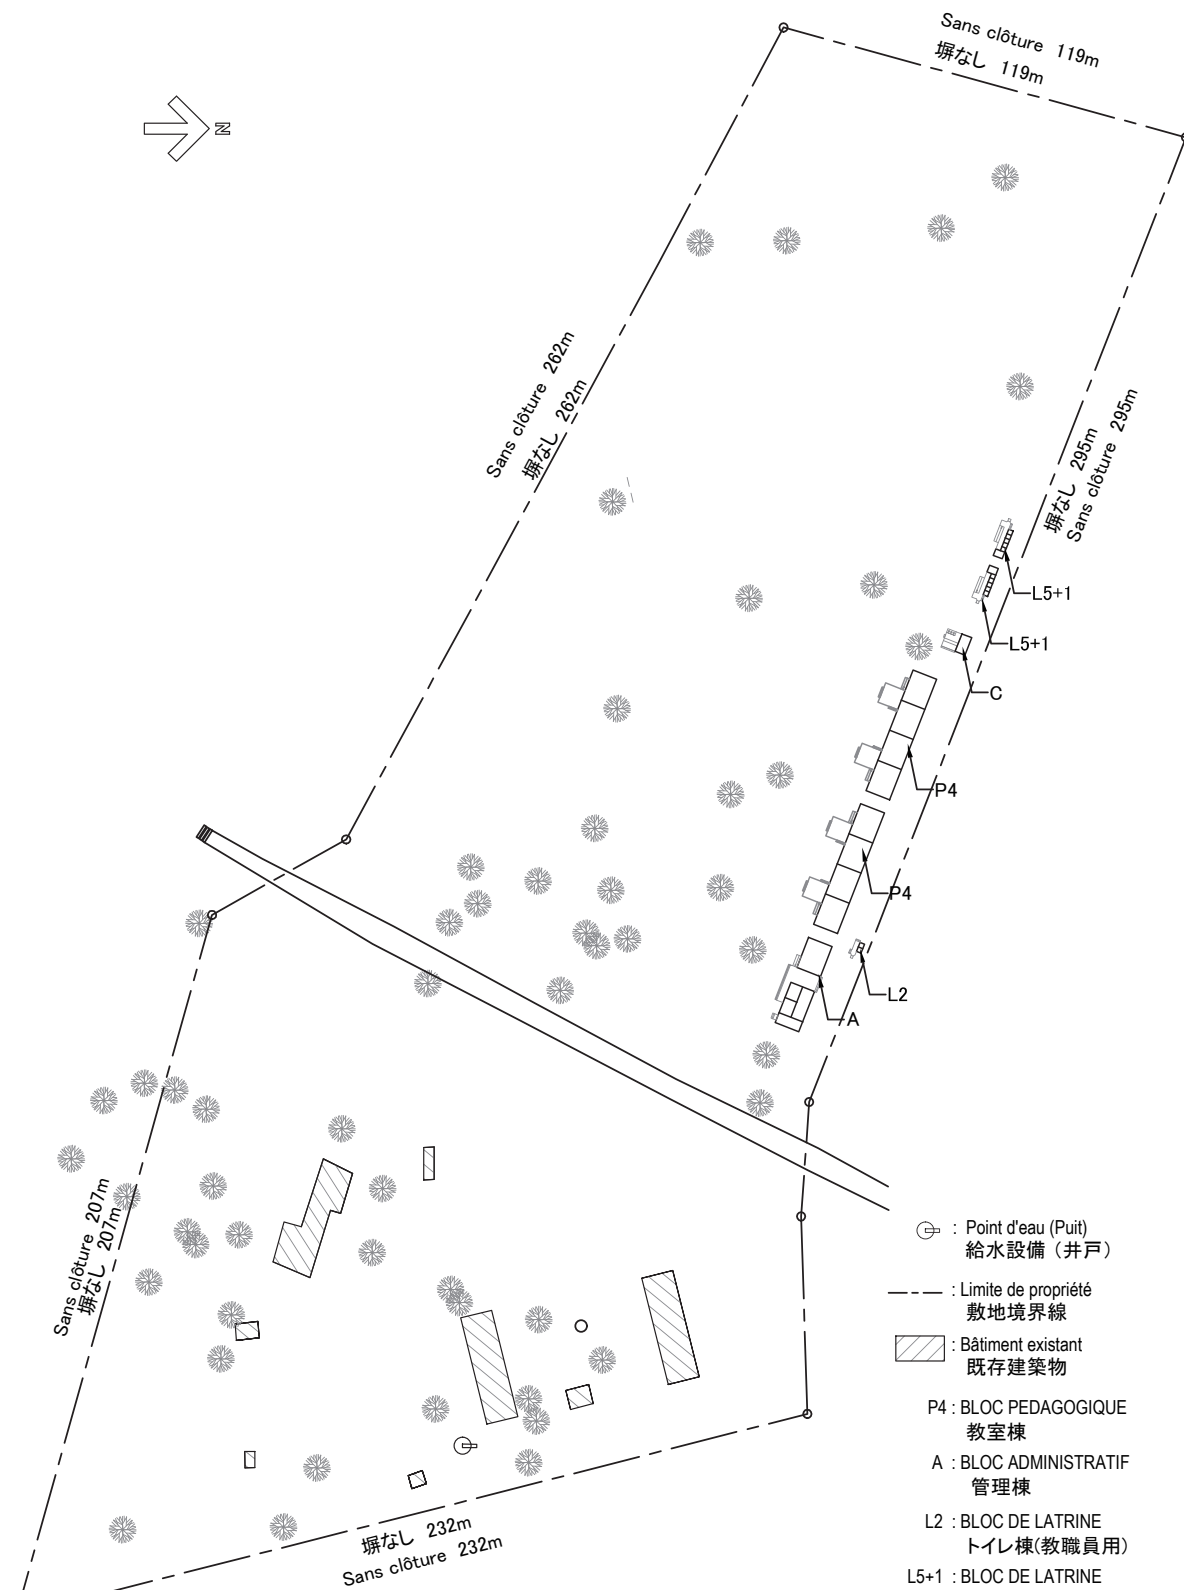 Sans clôture 119m
塀なし 119m
N
Sans clôture 262m
塀なし 262m
塀なし 295m
Sans clôture 295m
L5+1
L5+1
C
P4
P4
L2
A
Sans clôture 207m
塀なし 207m
: Point d'eau (Puit)
給水設備（井戸）
: Limite de propriété
敷地境界線
: Bâtiment existant
既存建築物
P4 : BLOC PEDAGOGIQUE
教室棟
A : BLOC ADMINISTRATIF
管理棟
L2 : BLOC DE LATRINE
トイレ棟(教職員用)
L5+1 : BLOC DE LATRINE
塀なし 232m
Sans clôture 232m